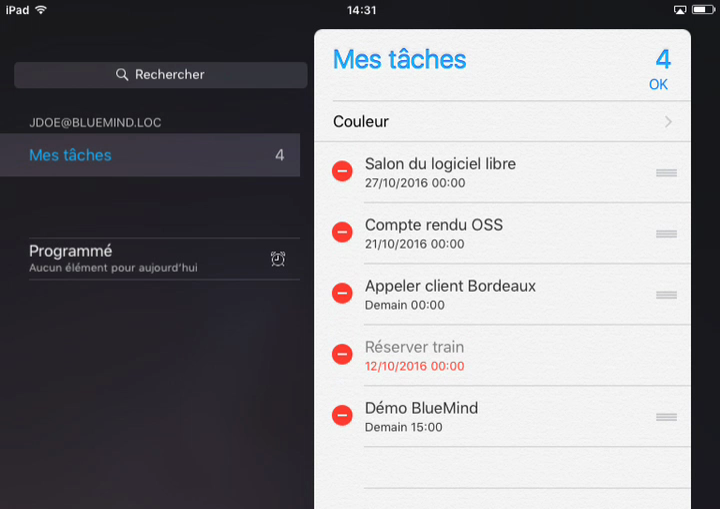 iPad
14:31
Rechercher
JDOE@BLUEMIND.LOC
Mes tâches 4
Programmé
Aucun élément pour aujourd'hui
Mes tâches 4
OK
Couleur
Salon du logiciel libre
27/10/2016 00:00
Compte rendu OSS
21/10/2016 00:00
Appeler client Bordeaux
Demain 00:00
Réserver train
12/10/2016 00:00
Démo BlueMind
Demain 15:00